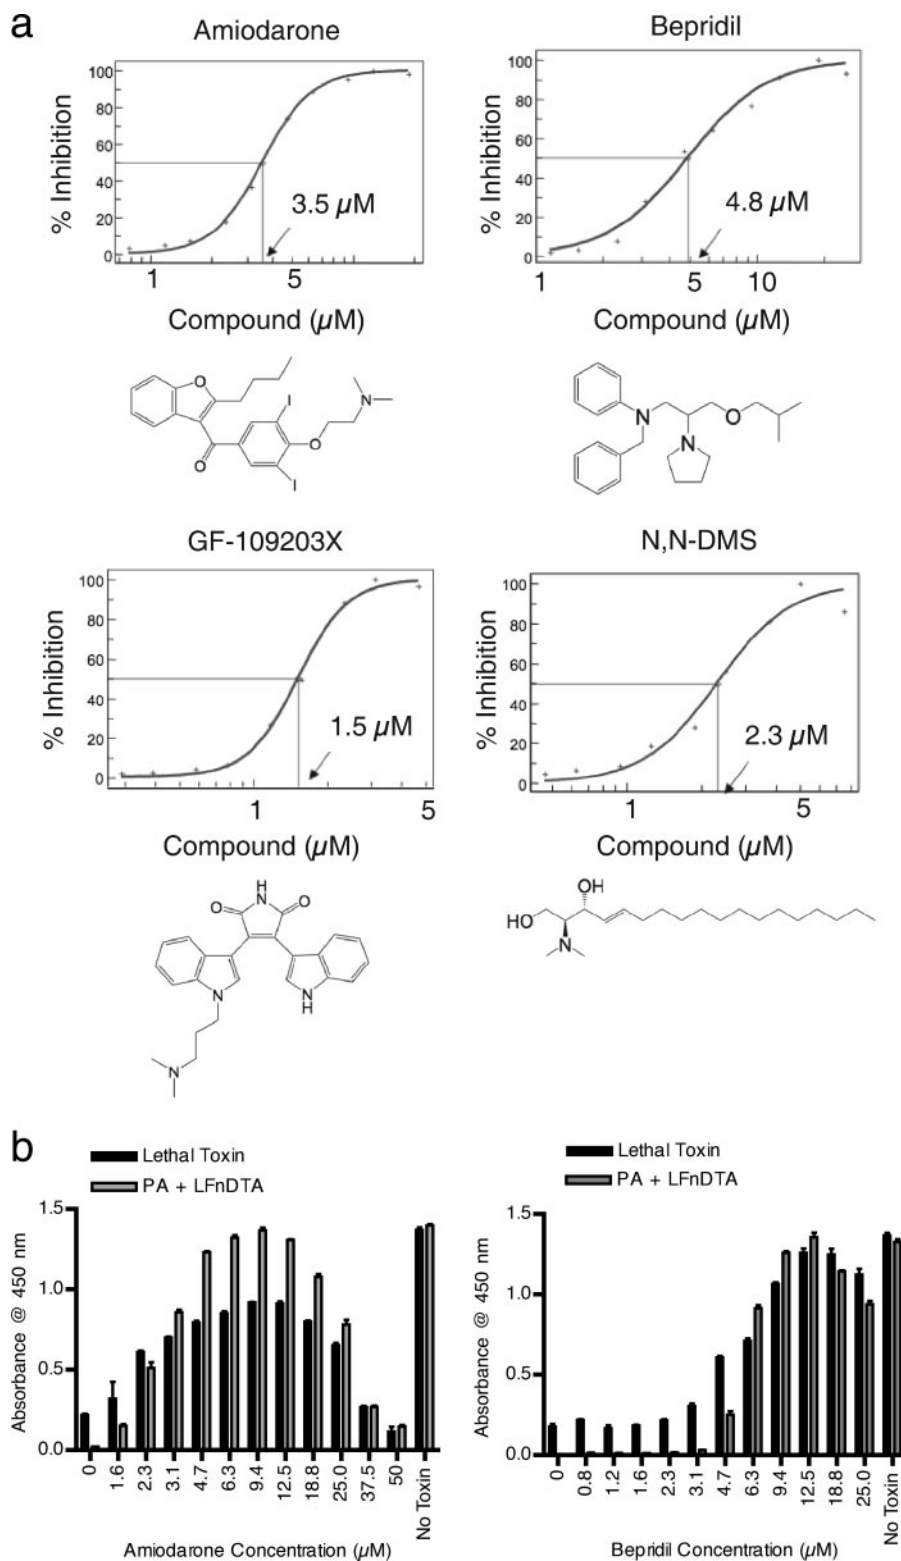 a
Amiodarone
% Inhibition
100
80
60
40
20
0
3.5 µM
1
5
Compound (µM)
O
O
I
I
O
N
Bepridil
% Inhibition
100
80
60
40
20
0
4.8 µM
1
5
10
Compound (µM)
N
N
O
GF-109203X
% Inhibition
100
80
60
40
20
0
1.5 µM
1
5
Compound (µM)
H
N
O
O
N
N
H
N
N,N-DMS
% Inhibition
100
80
60
40
20
0
2.3 µM
1
5
Compound (µM)
OH
HO
N
b
Lethal Toxin
PA + LFnDTA
Absorbance @ 450 nm
1.5
1.0
0.5
0.0
0
1.6
2.3
3.1
4.7
6.3
9.4
12.5
18.8
25.0
37.5
50
No Toxin
Amiodarone Concentration (µM)
Lethal Toxin
PA + LFnDTA
Absorbance @ 450 nm
1.5
1.0
0.5
0.0
0
0.8
1.2
1.6
2.3
3.1
4.7
6.3
9.4
12.5
18.8
25.0
No Toxin
Bepridil Concentration (µM)